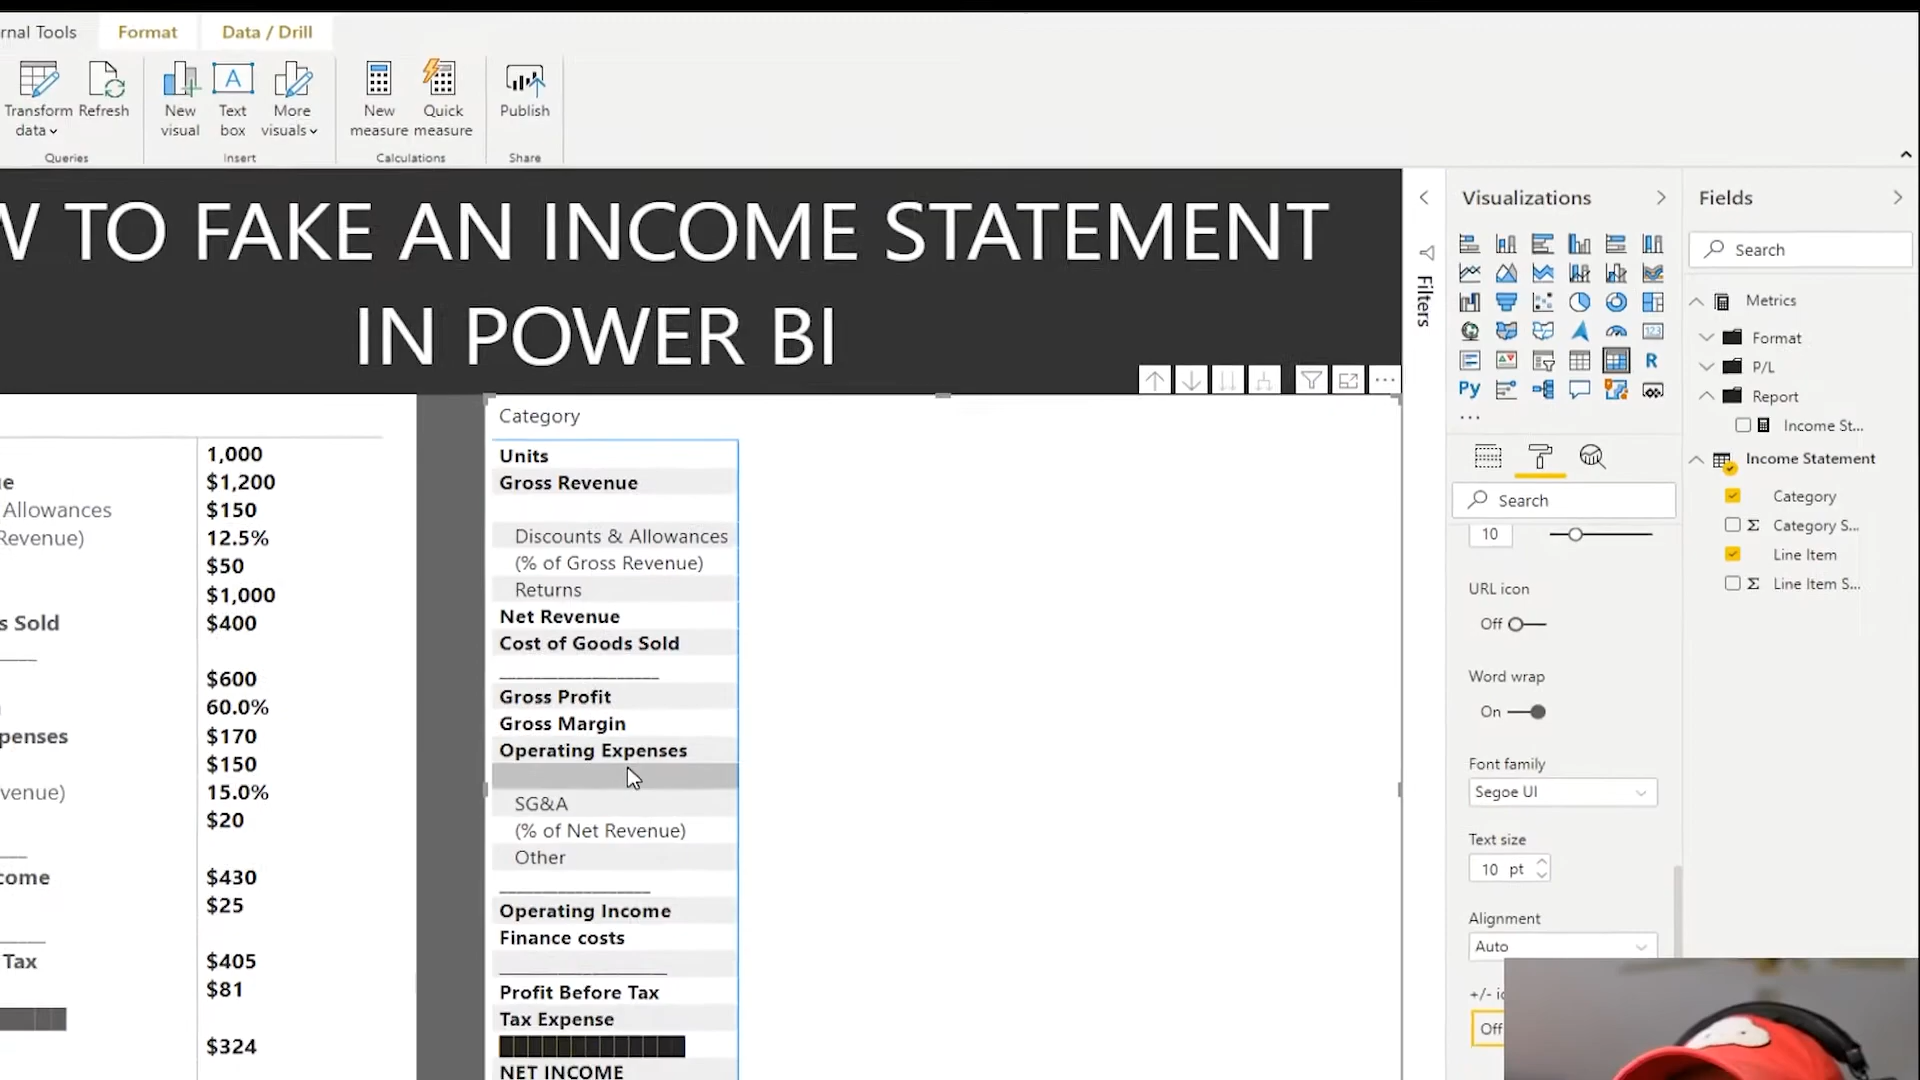 rnal Tools
Format
Data / Drill
Transform data
Refresh
New visual
Text box
More visuals
New measure
Quick measure
Publish
Queries
Insert
Calculations
Share
W TO FAKE AN INCOME STATEMENT
IN POWER BI
e
Allowances
Revenue)
s Sold
penses
venue)
come
Tax
1,000
$1,200
$150
12.5%
$50
$1,000
$400
$600
60.0%
$170
$150
15.0%
$20
$430
$25
$405
$81
$324
Category
Units
Gross Revenue
Discounts & Allowances
(% of Gross Revenue)
Returns
Net Revenue
Cost of Goods Sold
___________________
Gross Profit
Gross Margin
Operating Expenses
SG&A
(% of Net Revenue)
Other
__________________
Operating Income
Finance costs
____________________
Profit Before Tax
Tax Expense
NET INCOME
Filters
Visualizations
R
Py
123
...
Search
10
URL icon
Off
Word wrap
On
Font family
Segoe UI
Text size
10 pt
Alignment
Auto
+/- ic
Off
Fields
Search
Metrics
Format
P/L
Report
Income St...
Income Statement
Category
Σ Category S...
Line Item
Σ Line Item S...